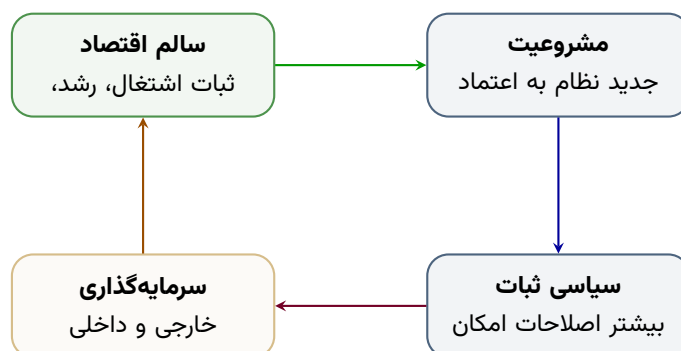 مشروعیت
جدید نظام به اعتماد
سالم اقتصاد
ثبات اشتغال، رشد،
سیاسی ثبات
بیشتر اصلاحات امکان
سرمایه‌گذاری
خارجی و داخلی